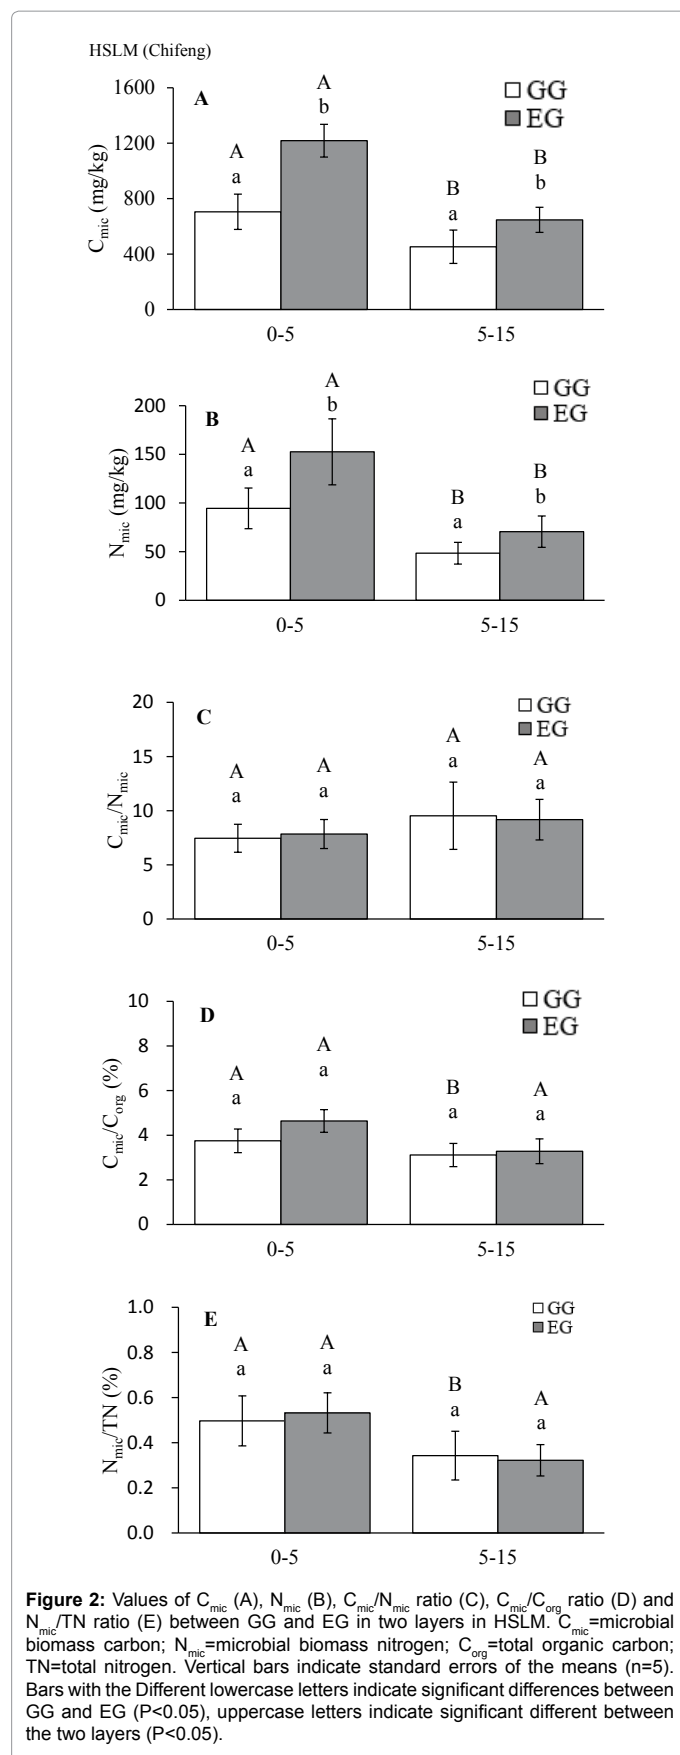 HSLM (Chifeng)
A
GG
EG
C_mic (mg/kg)
1600
1200
800
400
0
A
a
A
b
B
a
B
b
0-5
5-15
B
GG
EG
N_mic (mg/kg)
200
150
100
50
0
A
a
A
b
B
a
B
b
0-5
5-15
C
GG
EG
C_mic/N_mic
20
15
10
5
0
A
a
A
a
A
a
A
a
0-5
5-15
D
GG
EG
C_mic/C_org (%)
10
8
6
4
2
0
A
a
A
a
B
a
A
a
0-5
5-15
E
GG
EG
N_mic/TN (%)
1.0
0.8
0.6
0.4
0.2
0.0
A
a
A
a
B
a
A
a
0-5
5-15
Figure 2: Values of C_mic (A), N_mic (B), C_mic/N_mic ratio (C), C_mic/C_org ratio (D) and
N_mic/TN ratio (E) between GG and EG in two layers in HSLM. C_mic=microbial
biomass carbon; N_mic=microbial biomass nitrogen; C_org=total organic carbon;
TN=total nitrogen. Vertical bars indicate standard errors of the means (n=5).
Bars with the Different lowercase letters indicate significant differences between
GG and EG (P<0.05), uppercase letters indicate significant different between
the two layers (P<0.05).